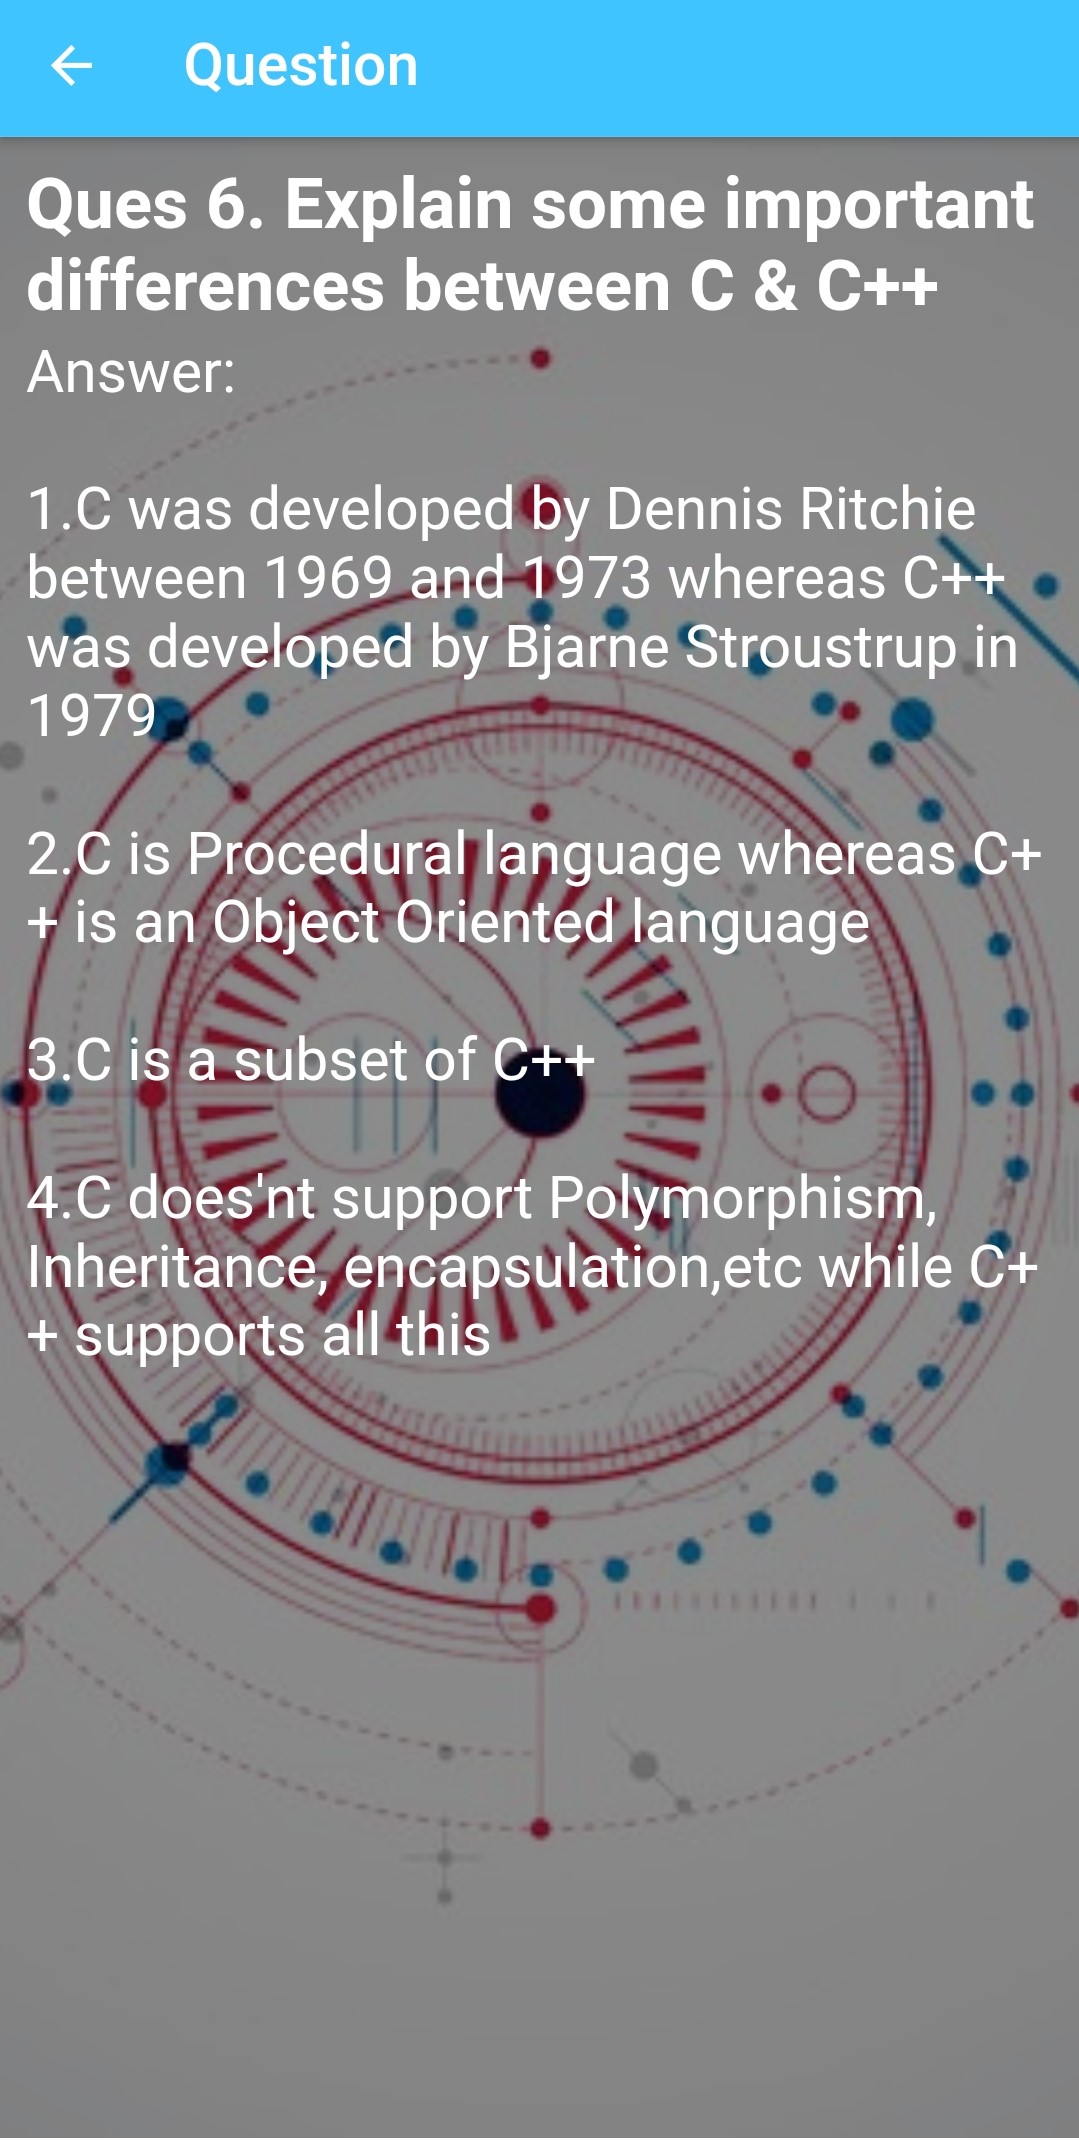 Question
Ques 6. Explain some important
differences between C & C++
Answer:
1.C was developed by Dennis Ritchie
between 1969 and 1973 whereas C++
was developed by Bjarne Stroustrup in
1979
2.C is Procedural language whereas C+
+ is an Object Oriented language
3.C is a subset of C++
4.C does'nt support Polymorphism,
Inheritance, encapsulation,etc while C+
+ supports all this